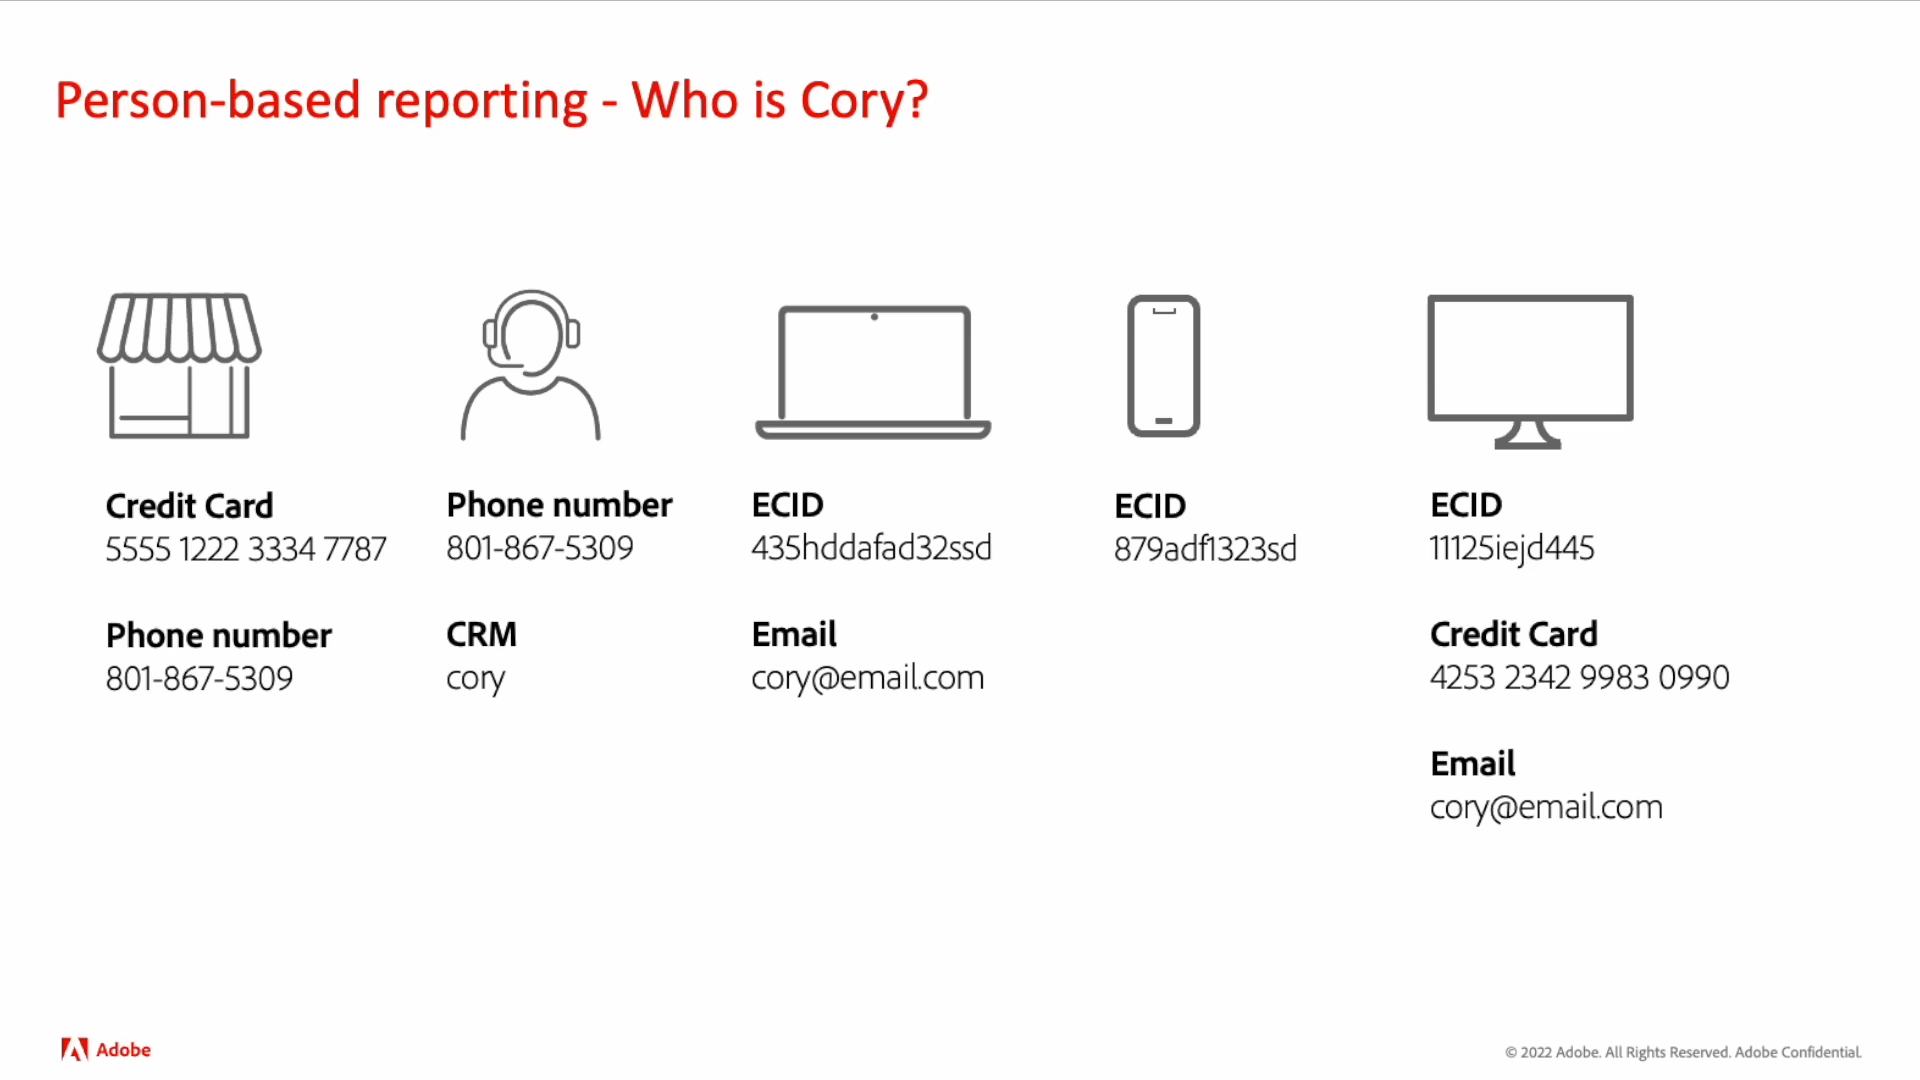 Person-based reporting - Who is Cory?
Credit Card
5555 1222 3334 7787
Phone number
801-867-5309
Phone number
801-867-5309
CRM
cory
ECID
435hddafad32ssd
Email
cory@email.com
ECID
879adf1323sd
ECID
11125iejd445
Credit Card
4253 2342 9983 0990
Email
cory@email.com
Adobe
© 2022 Adobe. All Rights Reserved. Adobe Confidential.